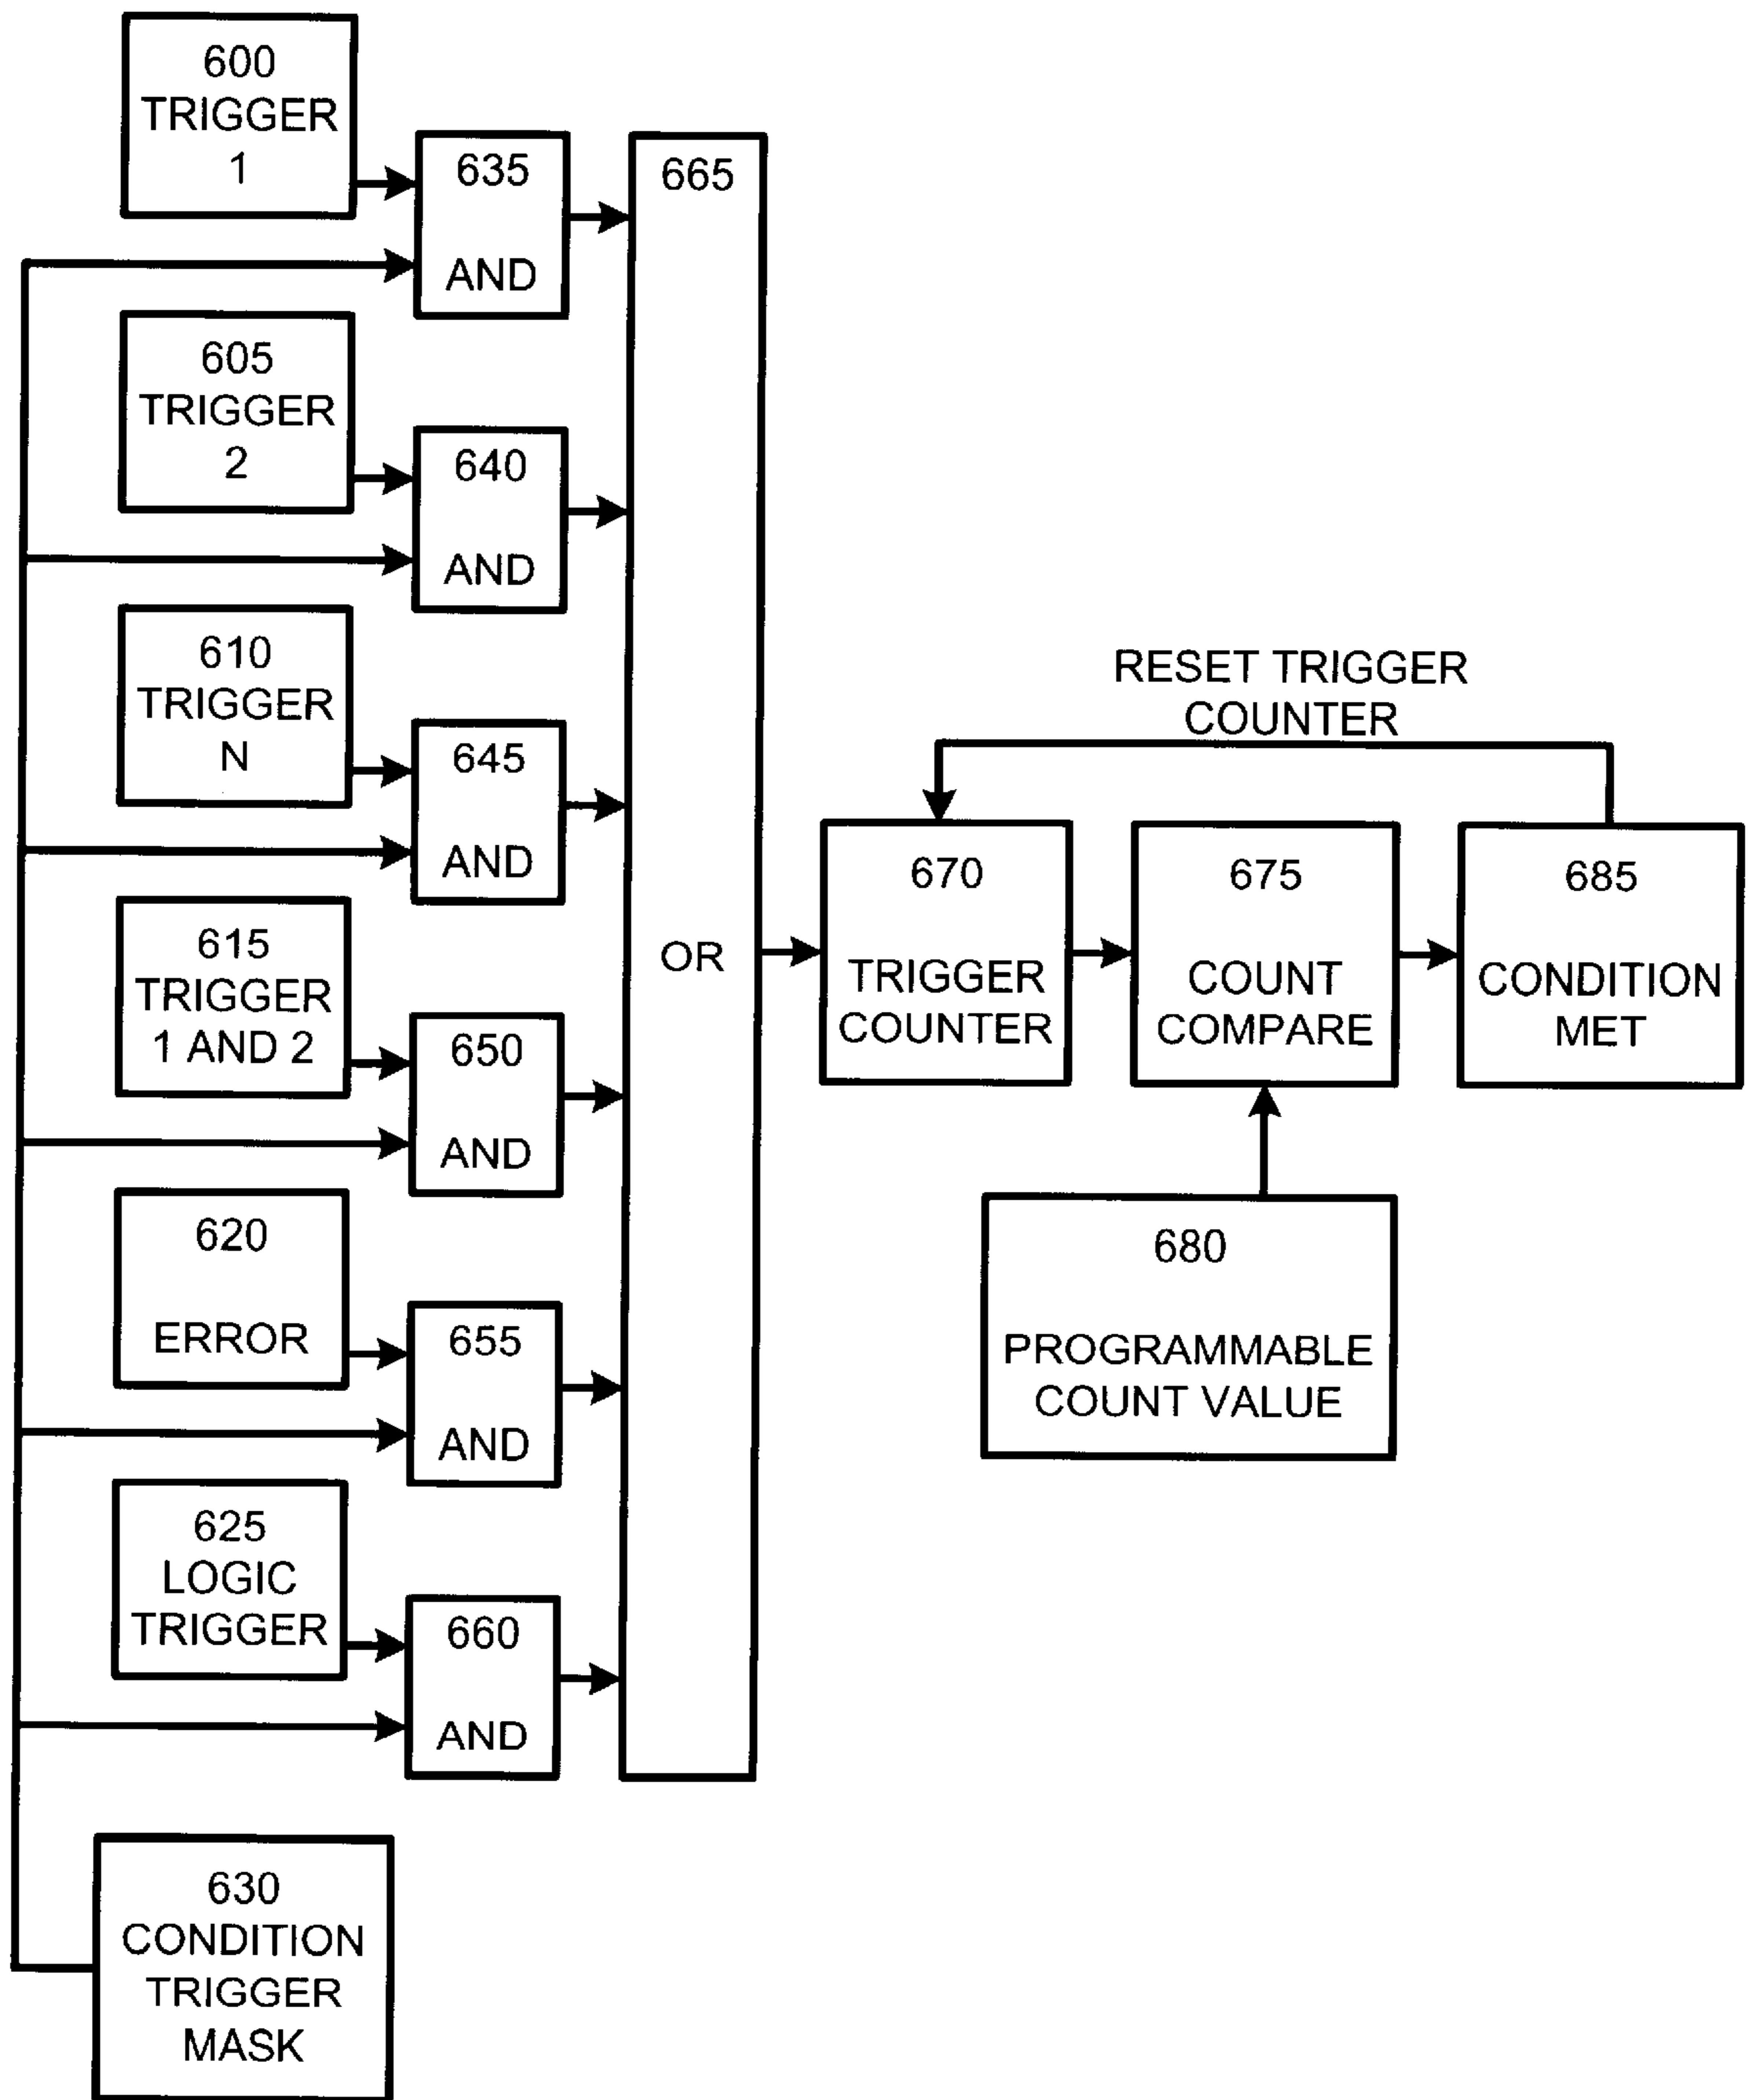 600
TRIGGER
1
635
AND
665
OR
605
TRIGGER
2
640
AND
610
TRIGGER
N
645
AND
615
TRIGGER
1 AND 2
650
AND
620
ERROR
655
AND
625
LOGIC
TRIGGER
660
AND
630
CONDITION
TRIGGER
MASK
RESET TRIGGER
COUNTER
670
TRIGGER
COUNTER
675
COUNT
COMPARE
685
CONDITION
MET
680
PROGRAMMABLE
COUNT VALUE